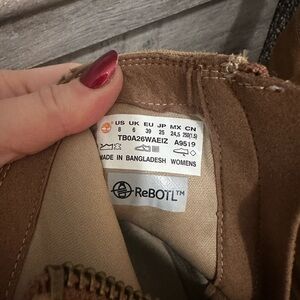 US UK EU JP MX CN
8 6 39 25 24,5 250(1.5)
TB0A26WAEIZ A9519
MADE IN BANGLADESH WOMENS
ReBOTL™